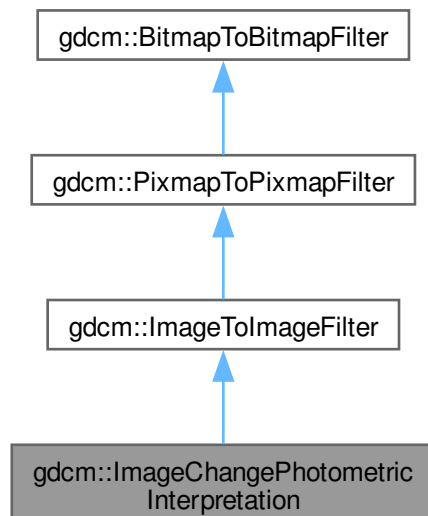 gdcm::BitmapToBitmapFilter
gdcm::PixmapToPixmapFilter
gdcm::ImageToImageFilter
gdcm::ImageChangePhotometric
Interpretation